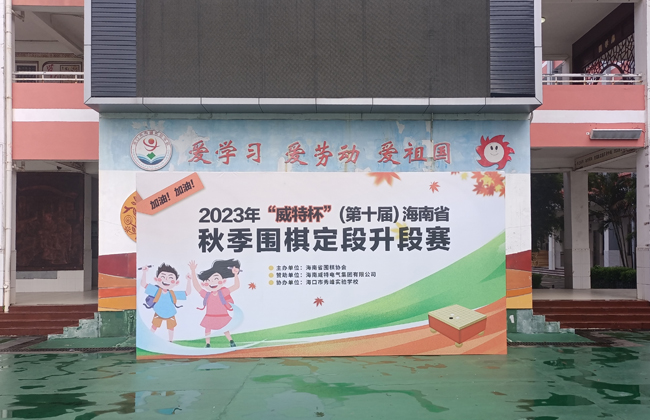 爱学习 爱劳动 爱祖国
加油！加油！
2023年“威特杯”(第十届)海南省
秋季围棋定段升段赛
主办单位：海南省围棋协会
赞助单位：海南威特电气集团有限公司
协办单位：海口市秀峰实验学校